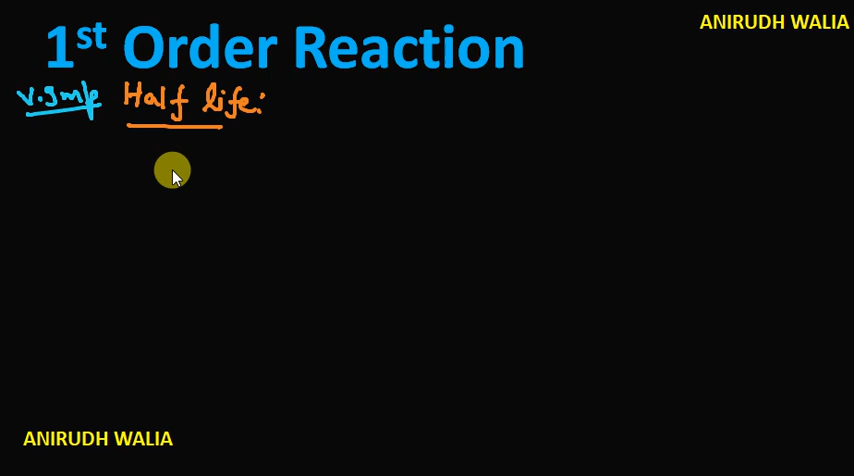 ANIRUDH WALIA
1st Order Reaction
V.Imp Half life:
ANIRUDH WALIA